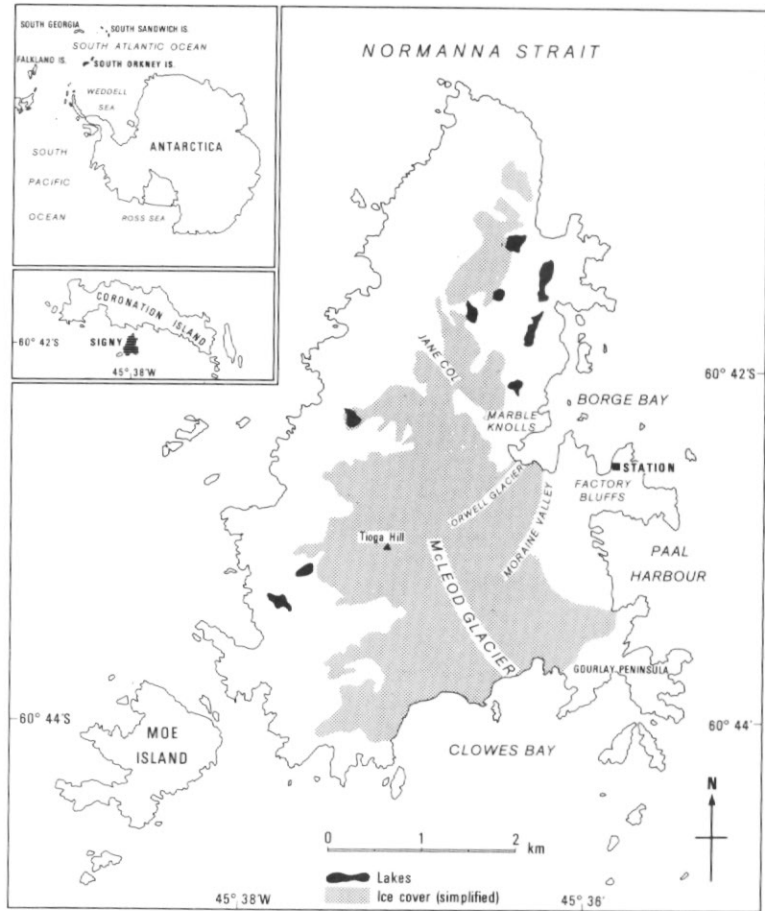 SOUTH GEORGIA
SOUTH SANDWICH IS.
SOUTH ATLANTIC OCEAN
FALKLAND IS.
SOUTH ORKNEY IS.
WEDDELL
SEA
ANTARCTICA
SOUTH
PACIFIC
OCEAN
ROSS SEA
CORONATION ISLAND
60° 42'S
SIGNY
45° 38'W
NORMANNA STRAIT
JANE COL
60° 42'S
BORGE BAY
MARBLE
KNOLLS
STATION
ORWELL GLACIER
FACTORY
BLUFFS
MORAINE VALLEY
Tioga Hill
McLEOD GLACIER
PAAL
HARBOUR
GOURLAY PENINSULA
60° 44'S
60° 44'
MOE
ISLAND
CLOWES BAY
N
0 1 2
km
Lakes
Ice cover (simplified)
45° 38'W
45° 36'